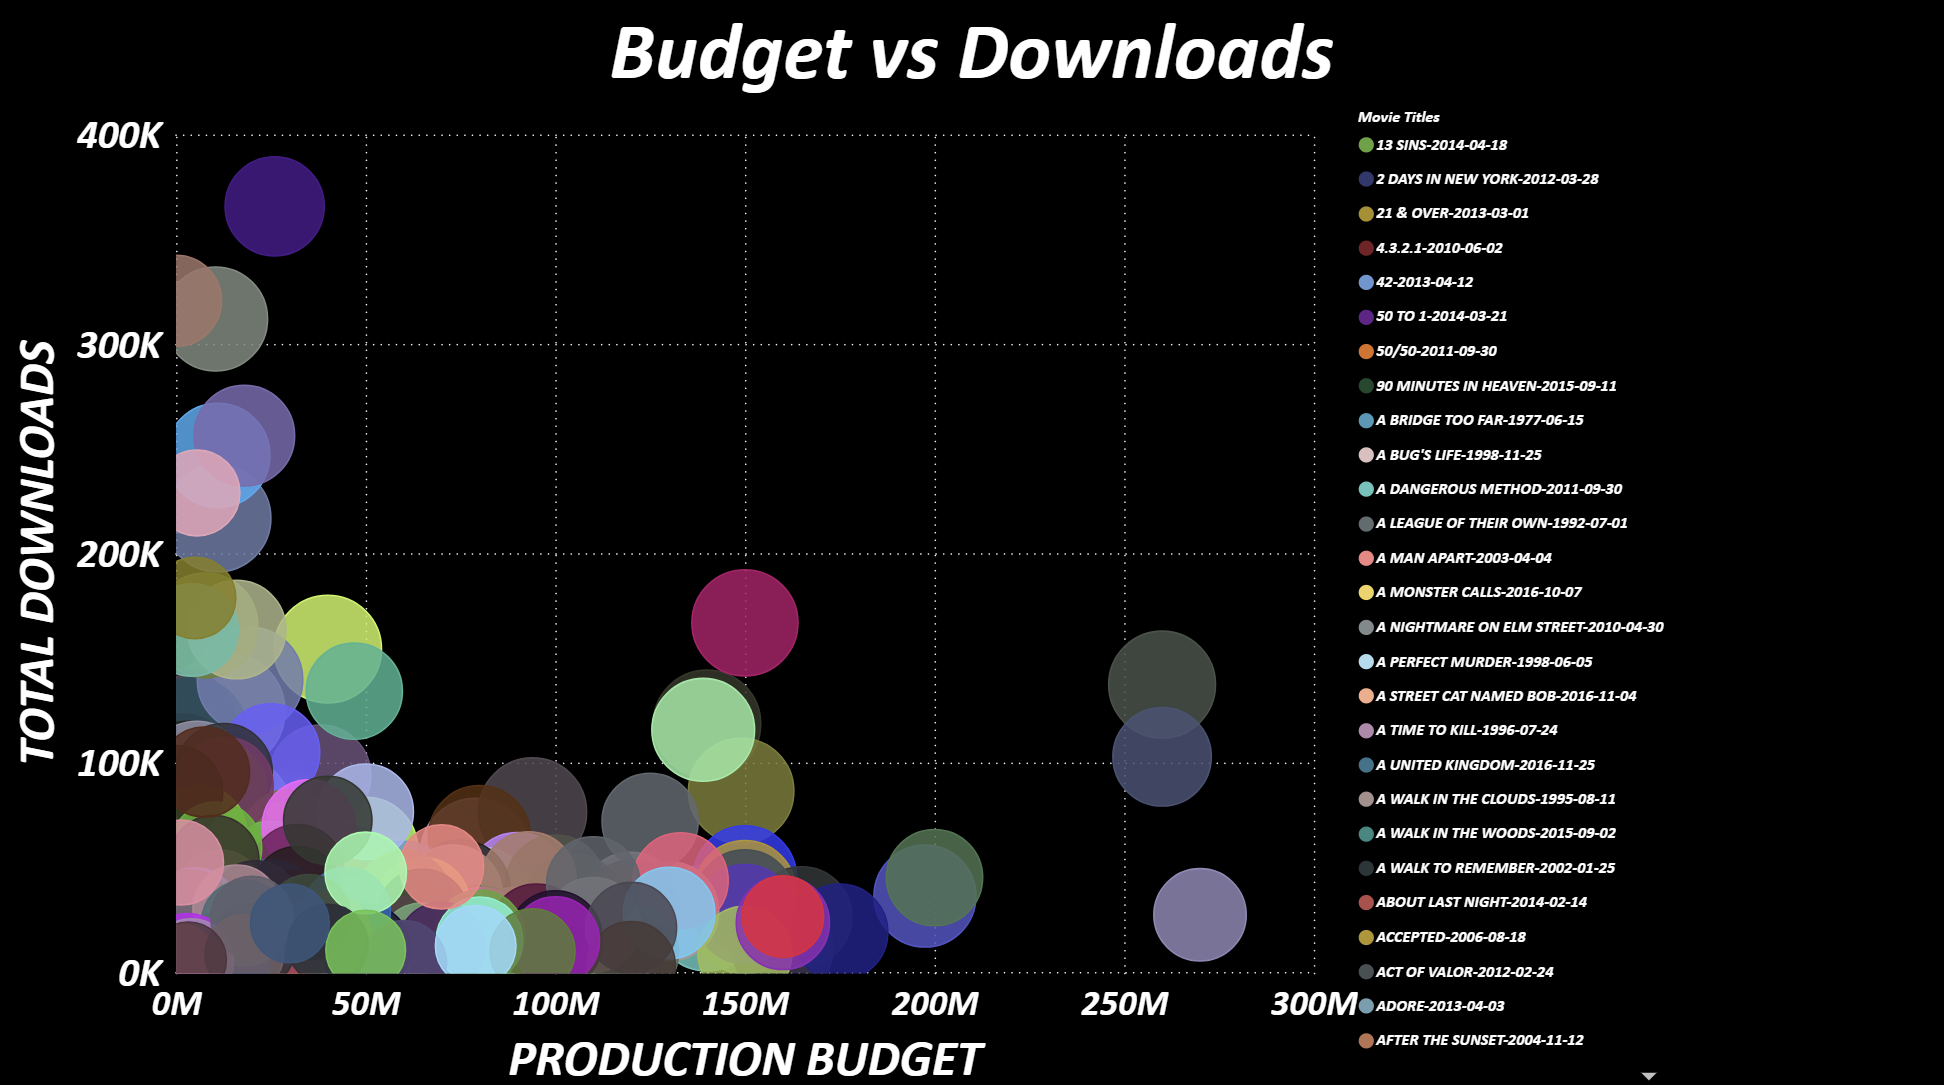 Budget vs Downloads
TOTAL DOWNLOADS
400K
300K
200K
100K
0K
0M
50M
100M
150M
200M
250M
300M
PRODUCTION BUDGET
Movie Titles
13 SINS-2014-04-18
2 DAYS IN NEW YORK-2012-03-28
21 & OVER-2013-03-01
4.3.2.1-2010-06-02
42-2013-04-12
50 TO 1-2014-03-21
50/50-2011-09-30
90 MINUTES IN HEAVEN-2015-09-11
A BRIDGE TOO FAR-1977-06-15
A BUG'S LIFE-1998-11-25
A DANGEROUS METHOD-2011-09-30
A LEAGUE OF THEIR OWN-1992-07-01
A MAN APART-2003-04-04
A MONSTER CALLS-2016-10-07
A NIGHTMARE ON ELM STREET-2010-04-30
A PERFECT MURDER-1998-06-05
A STREET CAT NAMED BOB-2016-11-04
A TIME TO KILL-1996-07-24
A UNITED KINGDOM-2016-11-25
A WALK IN THE CLOUDS-1995-08-11
A WALK IN THE WOODS-2015-09-02
A WALK TO REMEMBER-2002-01-25
ABOUT LAST NIGHT-2014-02-14
ACCEPTED-2006-08-18
ACT OF VALOR-2012-02-24
ADORE-2013-04-03
AFTER THE SUNSET-2004-11-12